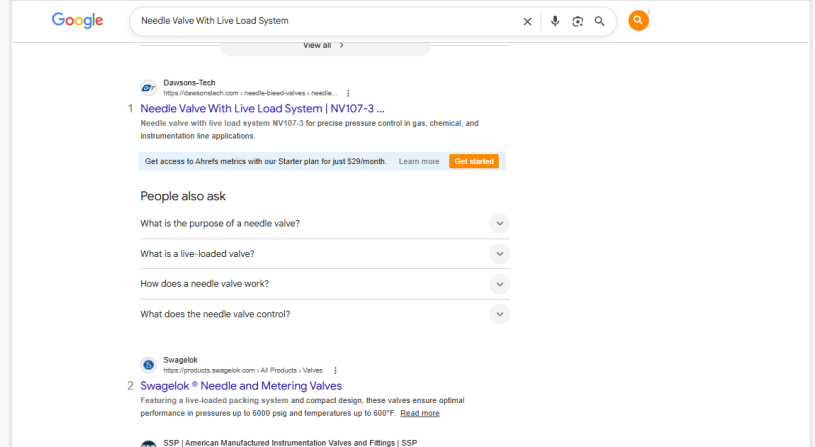 Google
Needle Valve With Live Load System
View all
Dawsons-Tech
https://dawsonstech.com › needle-bleed-valves › needle...
1 Needle Valve With Live Load System | NV107-3 ...
Needle valve with live load system NV107-3 for precise pressure control in gas, chemical, and
instrumentation line applications.
Get access to Ahrefs metrics with our Starter plan for just $29/month. Learn more Get started
People also ask
What is the purpose of a needle valve?
What is a live-loaded valve?
How does a needle valve work?
What does the needle valve control?
Swagelok
https://products.swagelok.com › All Products › Valves
2 Swagelok ® Needle and Metering Valves
Featuring a live-loaded packing system and compact design, these valves ensure optimal
performance in pressures up to 6000 psig and temperatures up to 600°F. Read more
SSP | American Manufactured Instrumentation Valves and Fittings | SSP